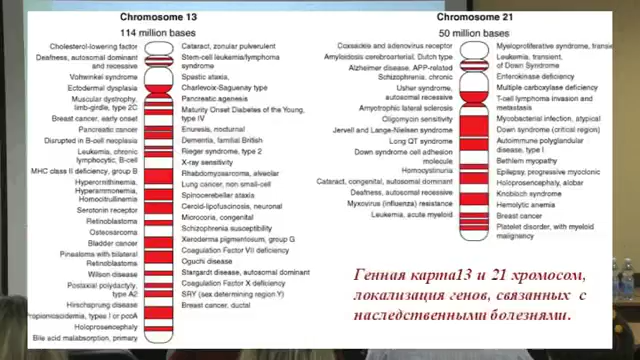 Chromosome 13
114 million bases
Cholesterol-lowering factor
Deafness, autosomal dominant
and recessive
Vohwinkel syndrome
Ectodermal dysplasia
Muscular dystrophy,
limb-girdle, type 2C
Breast cancer, early onset
Pancreatic cancer
Disrupted in B-cell neoplasia
Leukemia, chronic
lymphocytic, B-cell
MHC class II deficiency, group B
Hyperornithinemia,
Hyperammonemia,
Homocitrullinemia
Serotonin receptor
Retinoblastoma
Osteosarcoma
Bladder cancer
Pinealoma with bilateral
Retinoblastoma
Wilson disease
Postaxial polydactyly,
type A2
Hirschsprung disease
Propionicacidemia, type I or pccA
Holoprosencephaly
Bile acid malabsorption, primary
Cataract, zonular pulverulent
Stem-cell leukemia/lymphoma
syndrome
Spastic ataxia,
Charlevoix-Saguenay type
Pancreatic agenesis
Maturity Onset Diabetes of the Young,
type IV
Enuresis, nocturnal
Dementia, familial British
Rieger syndrome, type 2
X-ray sensitivity
Rhabdomyosarcoma, alveolar
Lung cancer, non small-cell
Spinocerebellar ataxia
Ceroid-lipofuscinosis, neuronal
Microcoria, congenital
Schizophrenia susceptibility
Xeroderma pigmentosum, group G
Coagulation Factor VII deficiency
Oguchi disease
Stargardt disease, autosomal dominant
Coagulation Factor X deficiency
SRY (sex determining region Y)
Breast cancer, ductal
Chromosome 21
50 million bases
Coxsackie and adenovirus receptor
Amyloidosis cerebroarterial, Dutch type
Alzheimer disease, APP-related
Schizophrenia, chronic
Usher syndrome,
autosomal recessive
Amyotrophic lateral sclerosis
Oligomycin sensitivity
Jervell and Lange-Nielsen syndrome
Long QT syndrome
Down syndrome cell adhesion
molecule
Homocystinuria
Cataract, congenital, autosomal dominant
Deafness, autosomal recessive
Myxovirus (influenza) resistance
Leukemia, acute myeloid
Myeloproliferative syndrome, transie
Leukemia, transient,
of Down Syndrome
Enterokinase deficiency
Multiple carboxylase deficiency
T-cell lymphoma invasion and
metastasis
Mycobacterial infection, atypical
Down syndrome (critical region)
Autoimmune polyglandular
disease, type I
Bethlem myopathy
Epilepsy, progressive myoclonic
Holoprosencephaly, alobar
Knobloch syndrome
Hemolytic anemia
Breast cancer
Platelet disorder, with myeloid
malignancy
Генная карта13 и 21 хромосом,
локализация генов, связанных с
наследственными болезнями.